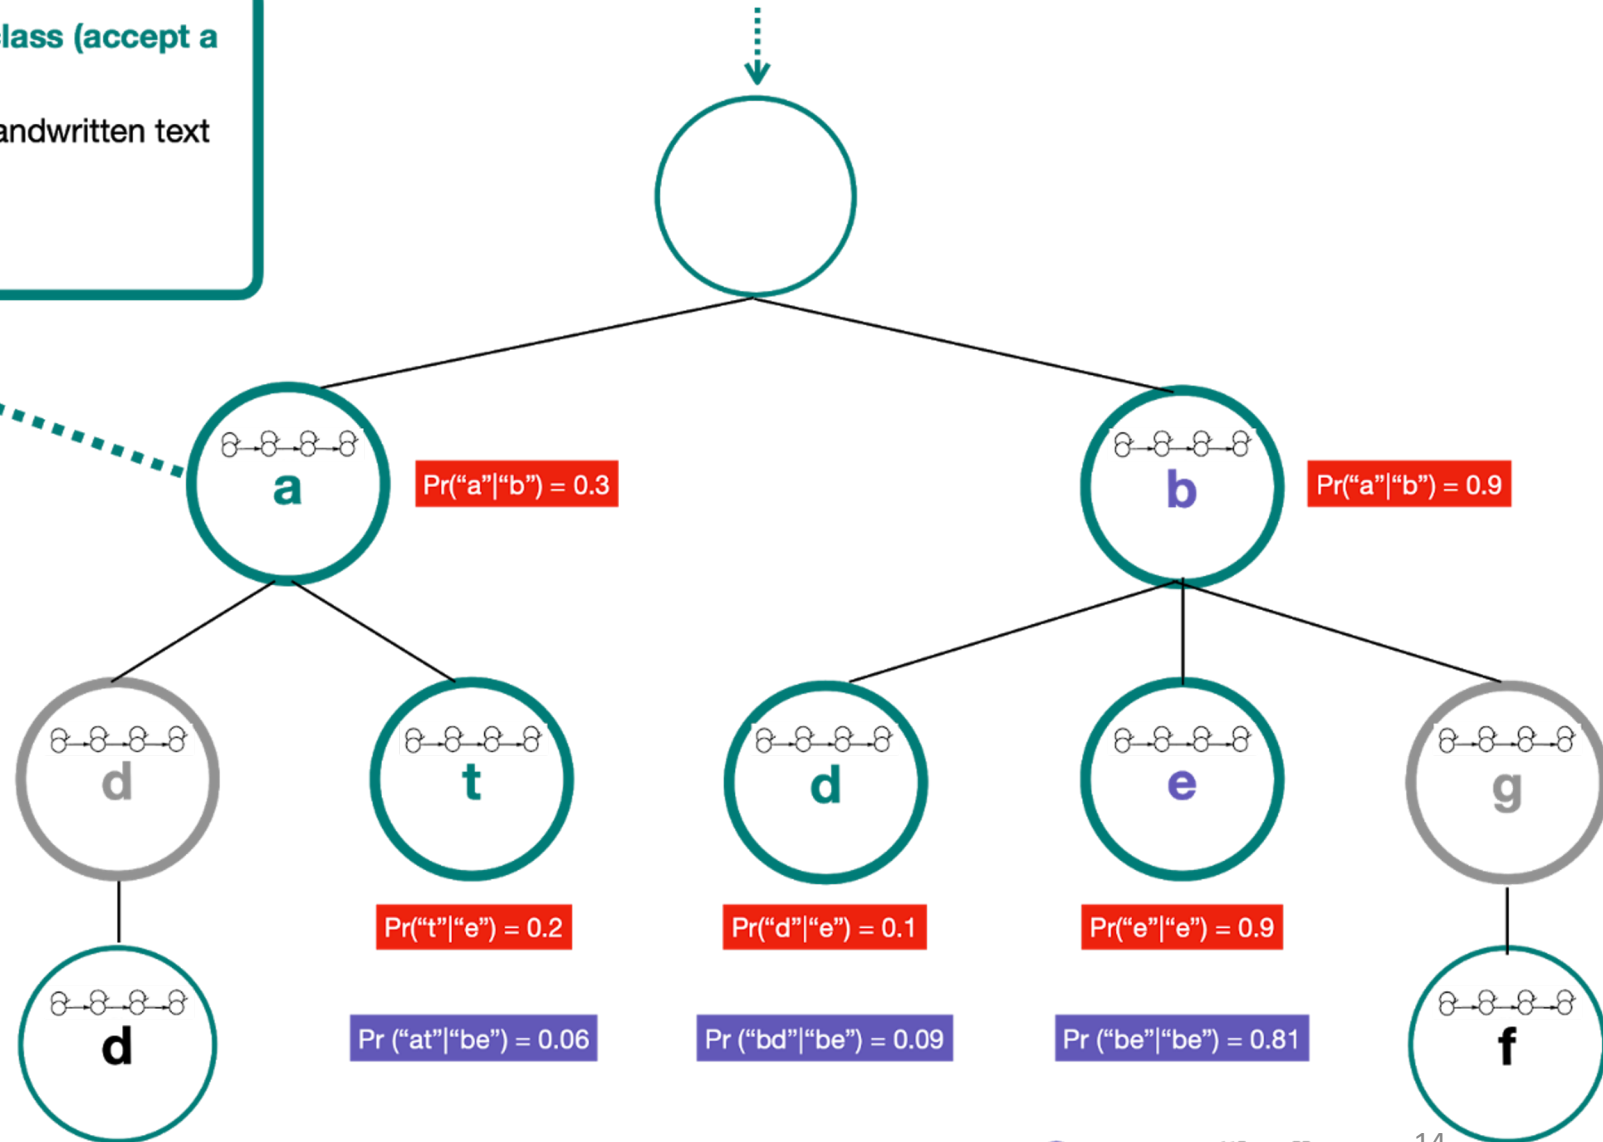 lass (accept a
andwritten text
a
Pr(“a”|“b”) = 0.3
b
Pr(“a”|“b”) = 0.9
d
t
d
e
g
Pr(“t”|“e”) = 0.2
Pr(“d”|“e”) = 0.1
Pr(“e”|“e”) = 0.9
d
Pr (“at”|“be”) = 0.06
Pr (“bd”|“be”) = 0.09
Pr (“be”|“be”) = 0.81
f
14